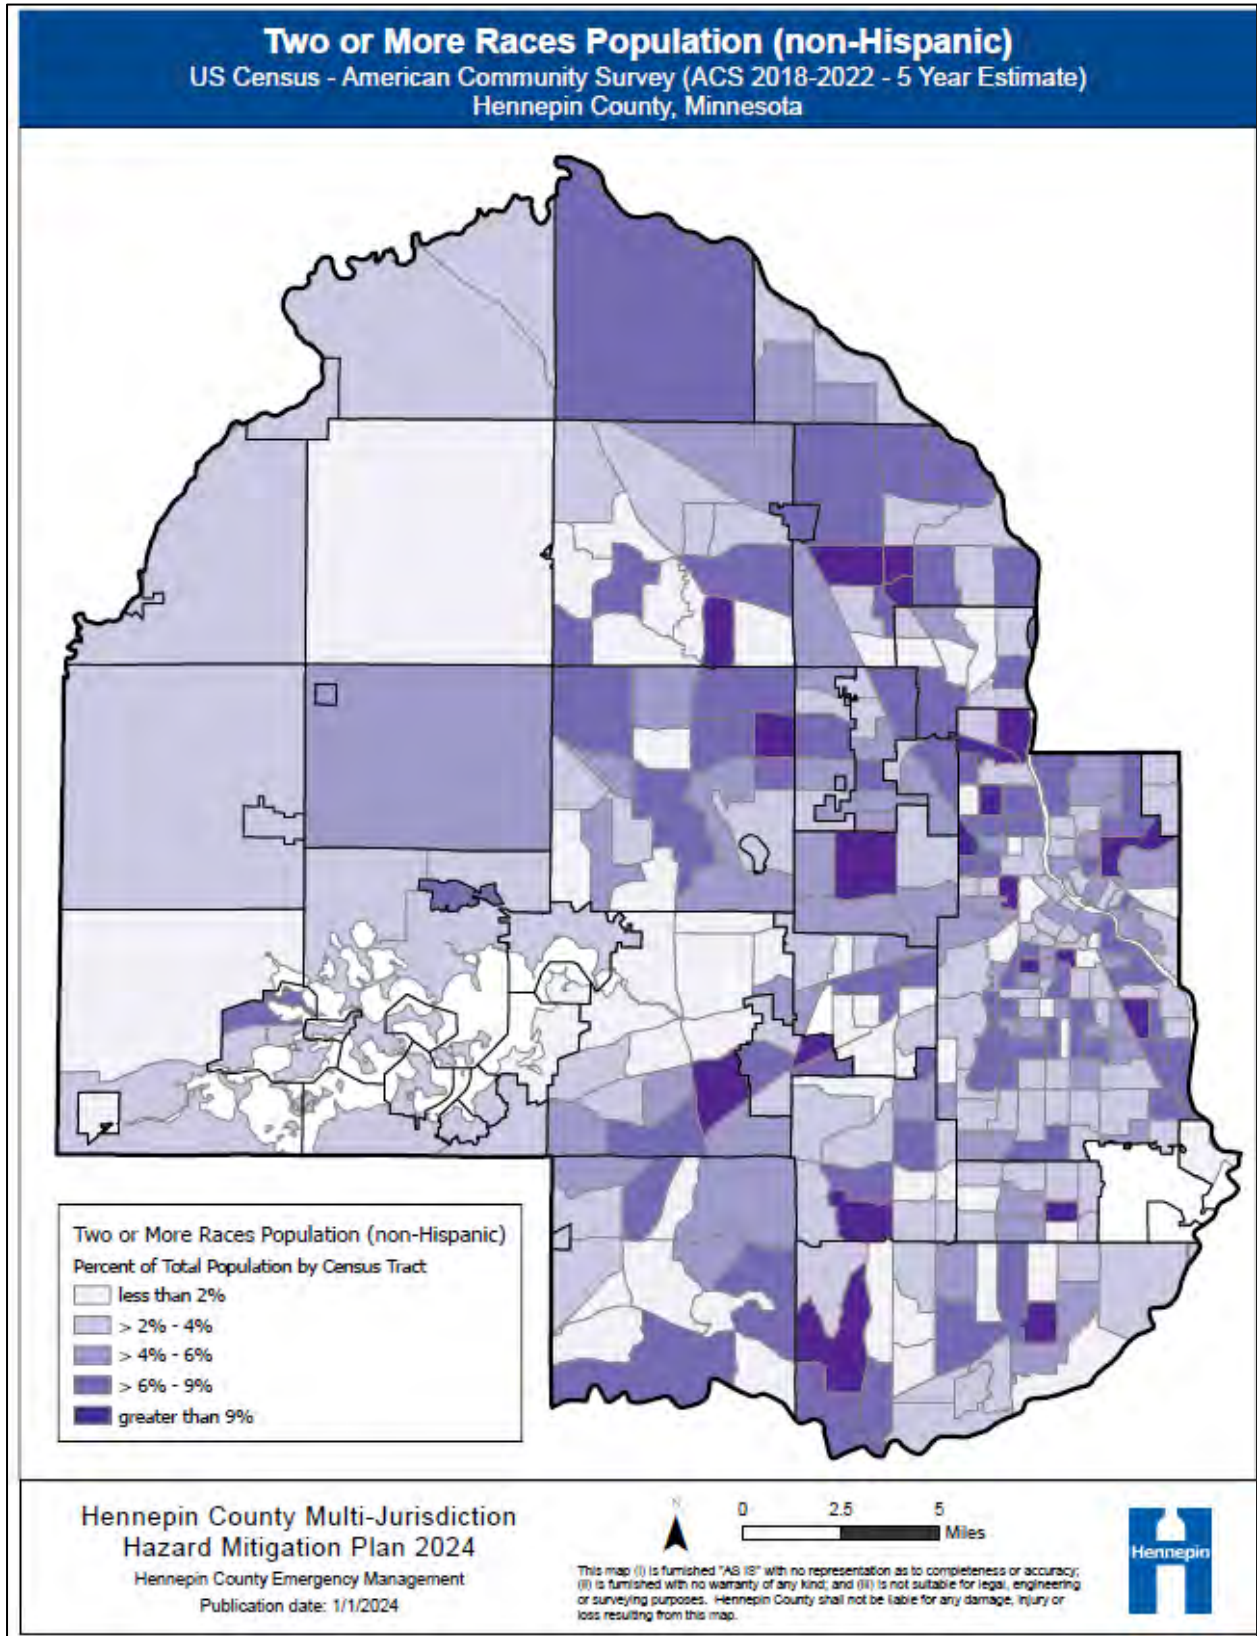 Two or More Races Population (non-Hispanic)
US Census - American Community Survey (ACS 2018-2022 - 5 Year Estimate)
Hennepin County, Minnesota
Two or More Races Population (non-Hispanic)
Percent of Total Population by Census Tract
less than 2%
> 2% - 4%
> 4% - 6%
> 6% - 9%
greater than 9%
Hennepin County Multi-Jurisdiction
Hazard Mitigation Plan 2024
Hennepin County Emergency Management
Publication date: 1/1/2024
N
0 2.5 5
Miles
This map (i) is furnished "AS IS" with no representation as to completeness or accuracy;
(ii) is furnished with no warranty of any kind; and (iii) is not suitable for legal, engineering
or surveying purposes. Hennepin County shall not be liable for any damage, injury or
loss resulting from this map.
Hennepin